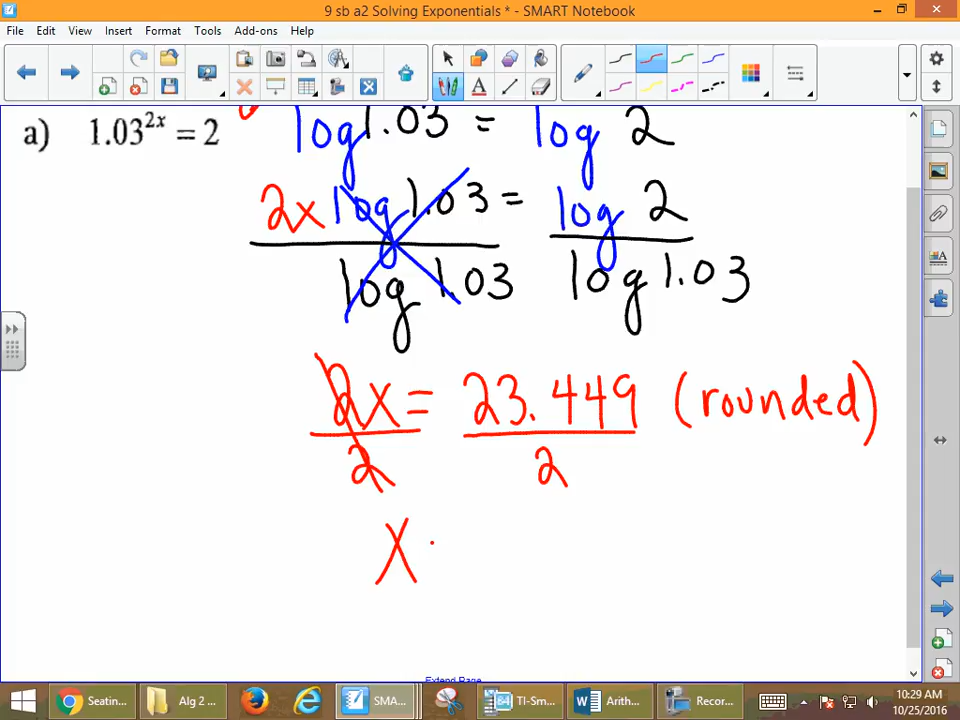 9 sb a2 Solving Exponentials * - SMART Notebook
File Edit View Insert Format Tools Add-ons Help
a) 1.03^{2x} = 2
log 1.03 = log 2
2x log 1.03 = log 2
log 1.03 log 1.03
2x = 23.449 (rounded)
2 2
x
Extend Page
Seatin...
Alg 2 ...
SMA...
TI-Sm...
Arith...
Recor...
10:29 AM
10/25/2016